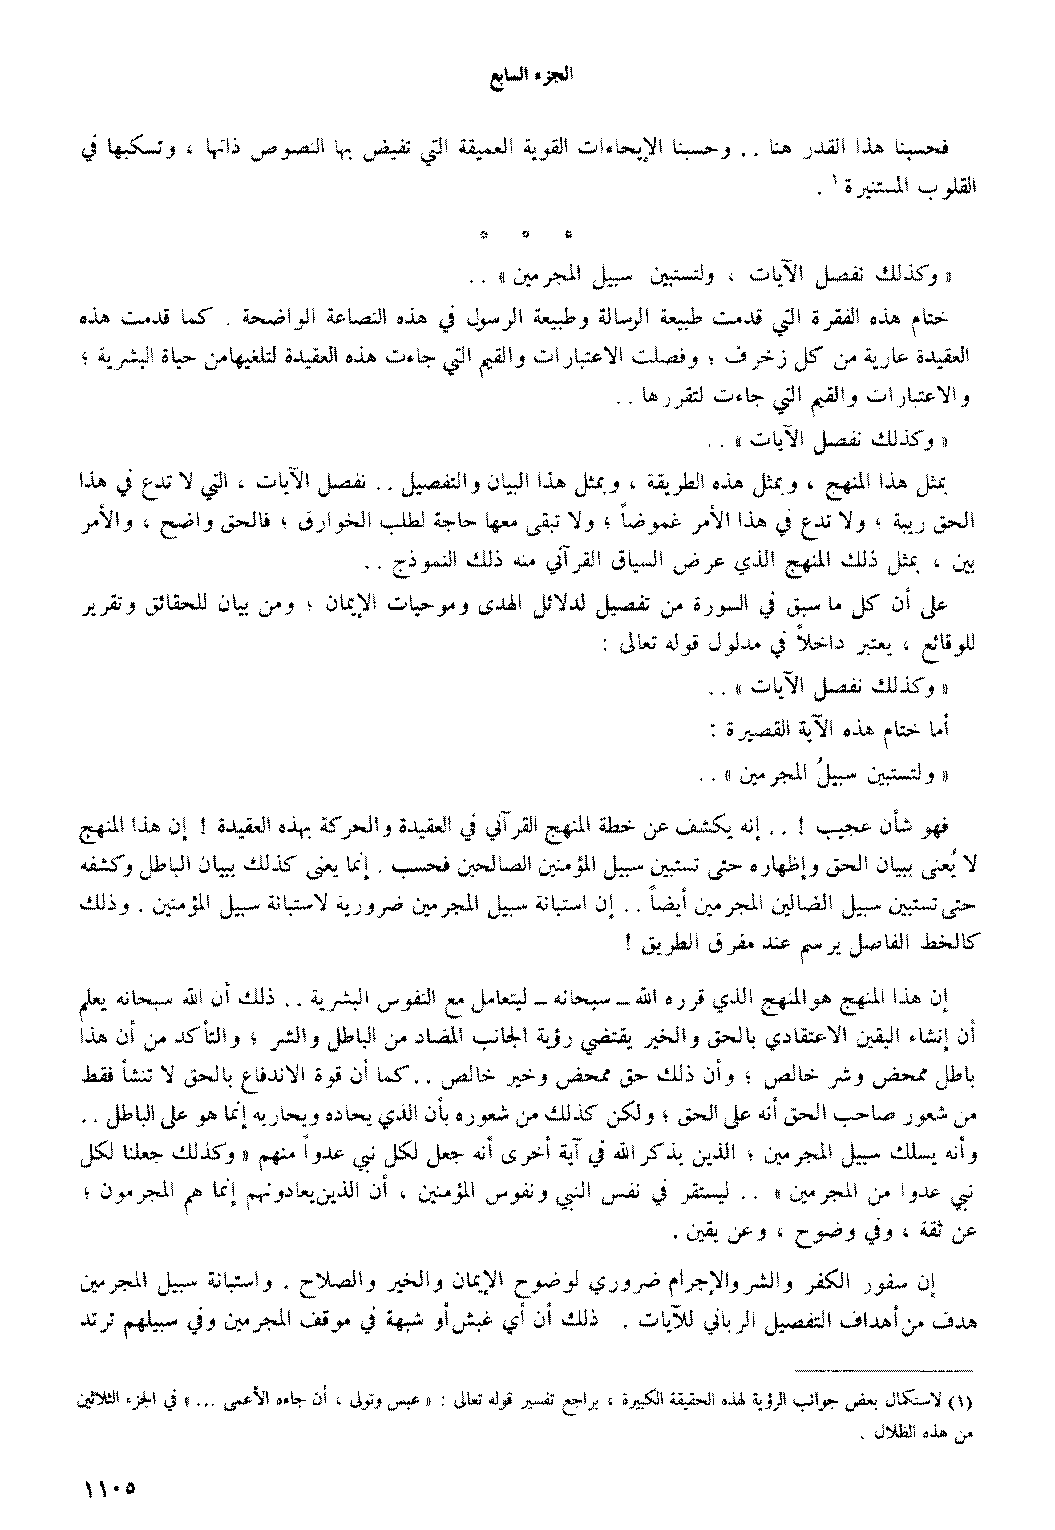 الجزء السابع
فحسبنا هذا القدر هنا .. وحسبنا الإيحاءات القوية العميقة التي تفيض بها النصوص ذاتها ، وتسكبها في
القلوب المستنيرة ١ .
* * *
« وكذلك نفصل الآيات ، ولتستبين سبيل المجرمين » ..
ختام هذه الفقرة التي قدمت طبيعة الرسالة وطبيعة الرسول في هذه النصاعة الواضحة . كما قدمت هذه
العقيدة عارية من كل زخرف ؛ وفصلت الاعتبارات والقيم التي جاءت هذه العقيدة لتلغيها من حياة البشرية ؛
والاعتبارات والقيم التي جاءت لتقررها ..
« وكذلك نفصل الآيات » ..
بمثل هذا المنهج ، وبمثل هذه الطريقة ، وبمثل هذا البيان والتفصيل .. نفصل الآيات ، التي لا تدع في هذا
الحق ريبة ؛ ولا تدع في هذا الأمر غموضاً ؛ ولا تبقى معها حاجة لطلب الخوارق ؛ فالحق واضح ، والأمر
بين ، بمثل ذلك المنهج الذي عرض السياق القرآني منه ذلك النموذج ..
على أن كل ما سبق في السورة من تفصيل لدلائل الهدى وموحيات الإيمان ؛ ومن بيان للحقائق وتقرير
للوقائع ، يعتبر داخلاً في مدلول قوله تعالى :
« وكذلك نفصل الآيات » ..
أما ختام هذه الآية القصيرة :
« ولتستبين سبيلُ المجرمين » ..
فهو شأن عجيب ! .. إنه يكشف عن خطة المنهج القرآني في العقيدة والحركة بهذه العقيدة ! إن هذا المنهج
لا يُعنى ببيان الحق وإظهاره حتى تستبين سبيل المؤمنين الصالحين فحسب . إنما يعنى كذلك ببيان الباطل وكشفه
حتى تستبين سبيل الضالين المجرمين أيضاً .. إن استبانة سبيل المجرمين ضرورية لاستبانة سبيل المؤمنين . وذلك
كالخط الفاصل يرسم عند مفرق الطريق !
إن هذا المنهج هو المنهج الذي قرره الله – سبحانه – ليتعامل مع النفوس البشرية .. ذلك أن الله سبحانه يعلم
أن إنشاء اليقين الاعتقادي بالحق والخير يقتضي رؤية الجانب المضاد من الباطل والشر ؛ والتأكد من أن هذا
باطل ممحض وشر خالص ؛ وأن ذلك حق ممحض وخير خالص .. كما أن قوة الاندفاع بالحق لا تنشأ فقط
من شعور صاحب الحق أنه على الحق ؛ ولكن كذلك من شعوره بأن الذي يحاده ويحاربه إنما هو على الباطل ..
وأنه يسلك سبيل المجرمين ؛ الذين يذكر الله في آية أخرى أنه جعل لكل نبي عدواً منهم « وكذلك جعلنا لكل
نبي عدوا من المجرمين » .. ليستقر في نفس النبي ونفوس المؤمنين ، أن الذين يعادونهم إنما هم المجرمون ؛
عن ثقة ، وفي وضوح ، وعن يقين .
إن سفور الكفر والشر والإجرام ضروري لوضوح الإيمان والخير والصلاح . واستبانة سبيل المجرمين
هدف من أهداف التفصيل الرباني للآيات . ذلك أن أي غبش أو شبهة في موقف المجرمين وفي سبيلهم ترتد
(١) لاستكمال بعض جوانب الرؤية لهذه الحقيقة الكبيرة ، يراجع تفسير قوله تعالى : « عبس وتولى ، أن جاءه الأعمى ... » في الجزء الثلاثين
من هذه الظلال .
١١٠٥